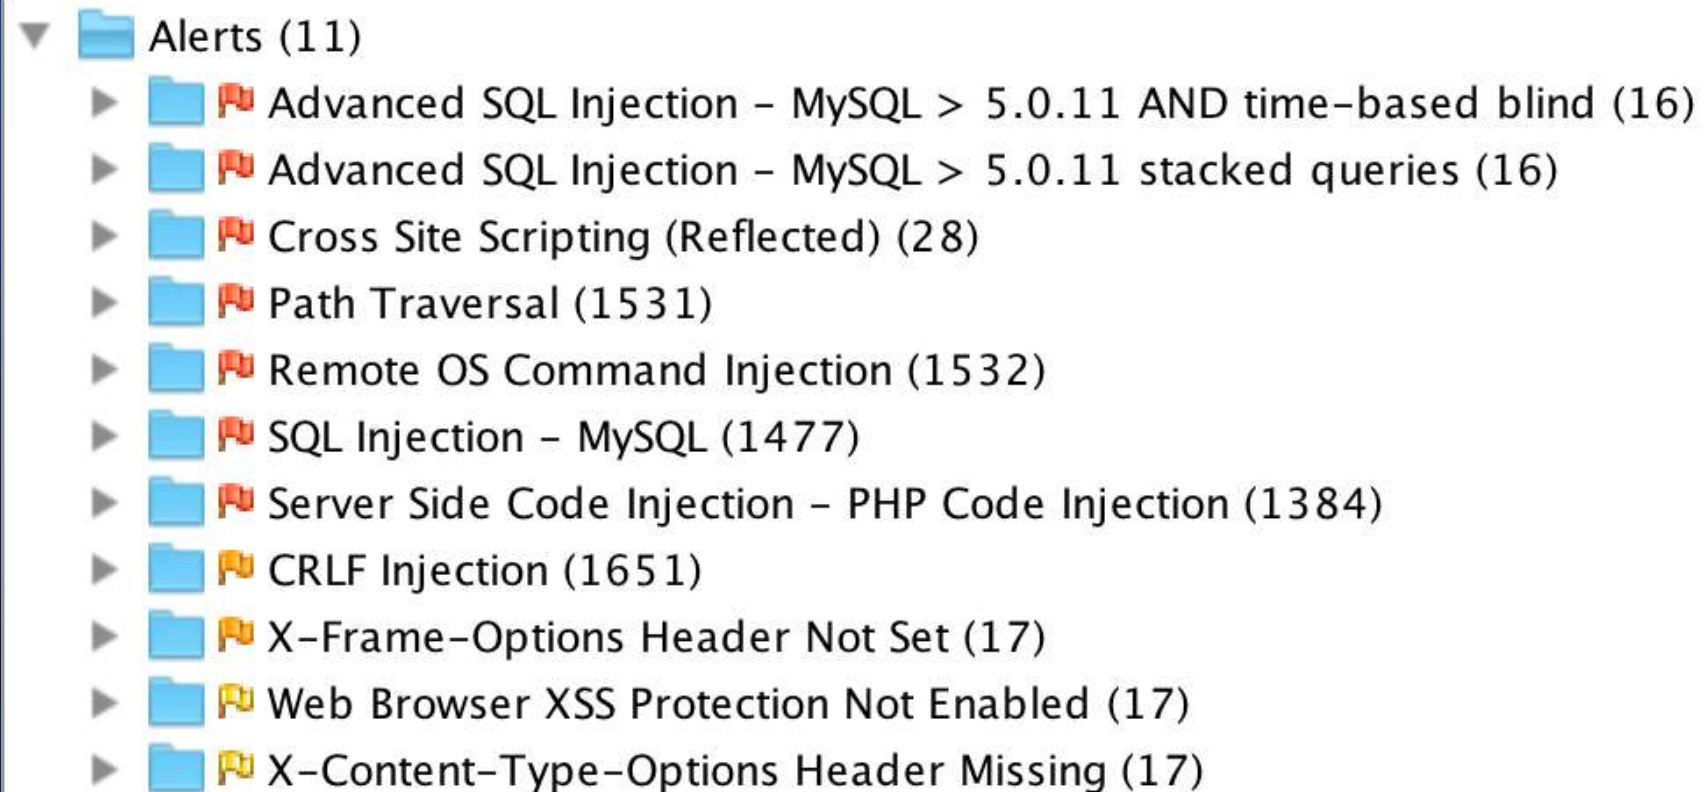 Alerts (11)
Advanced SQL Injection – MySQL > 5.0.11 AND time–based blind (16)
Advanced SQL Injection – MySQL > 5.0.11 stacked queries (16)
Cross Site Scripting (Reflected) (28)
Path Traversal (1531)
Remote OS Command Injection (1532)
SQL Injection – MySQL (1477)
Server Side Code Injection – PHP Code Injection (1384)
CRLF Injection (1651)
X–Frame–Options Header Not Set (17)
Web Browser XSS Protection Not Enabled (17)
X–Content–Type–Options Header Missing (17)